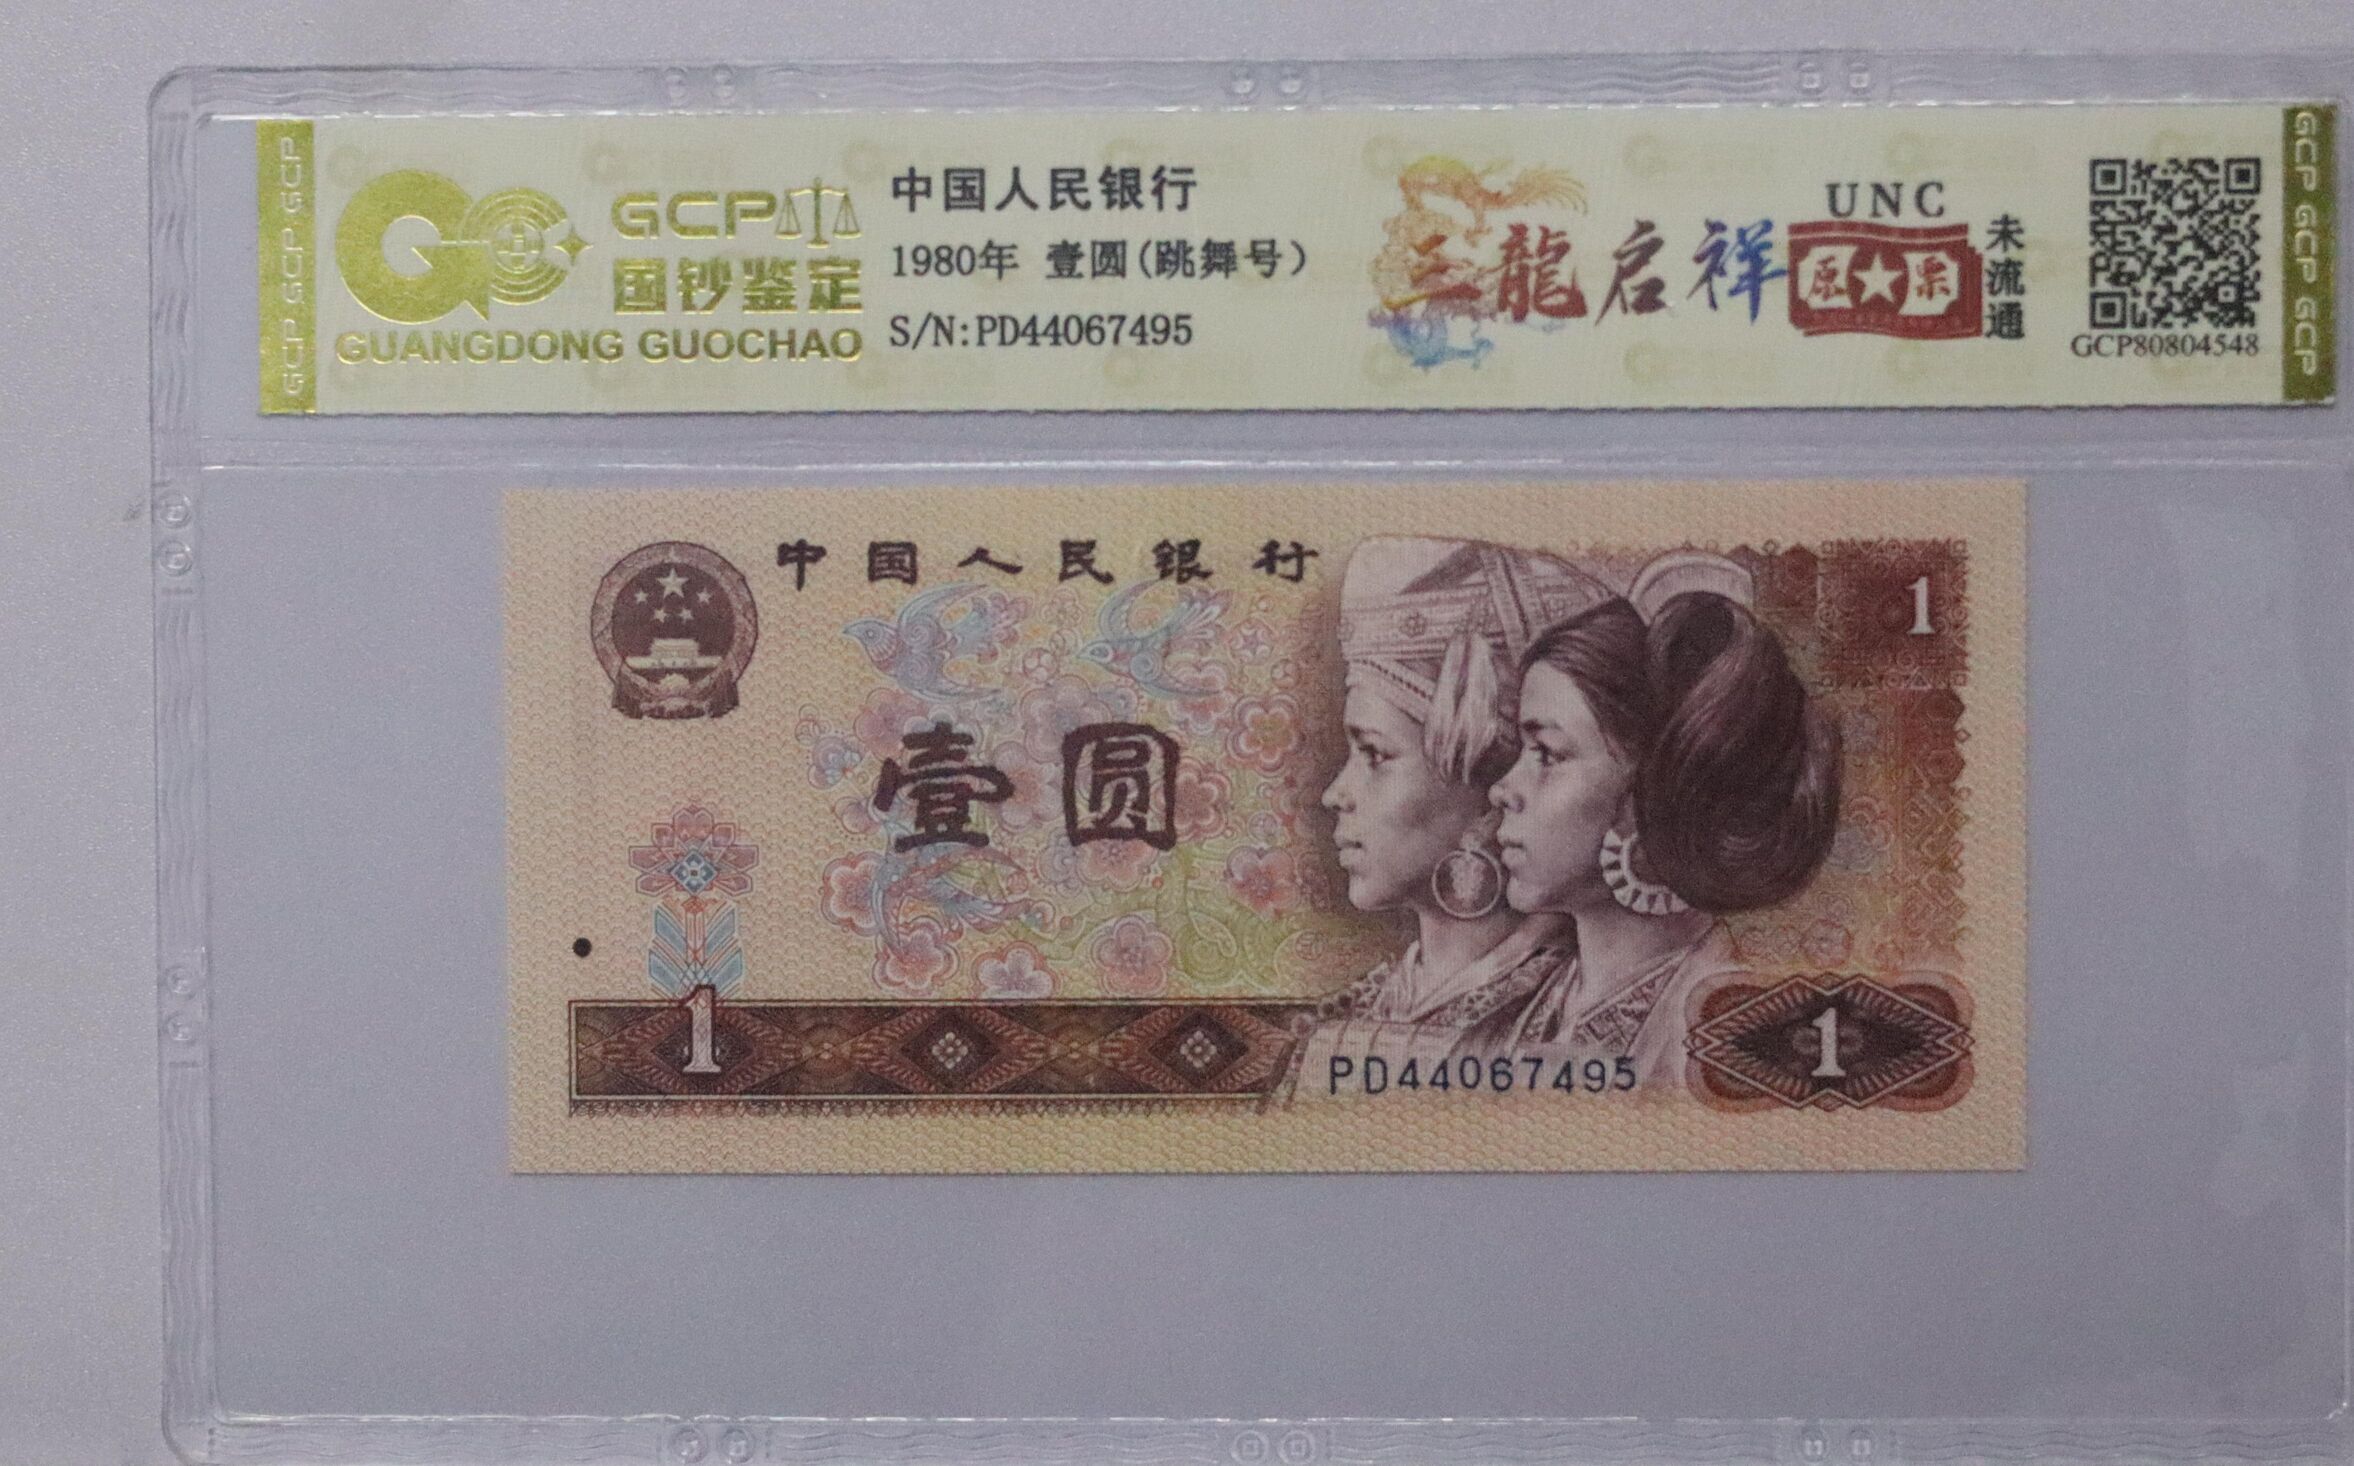 GCP GCP GCP
GCP
国钞鉴定
GUANGDONG GUOCHAO
中国人民银行
1980年 壹圆(跳舞号)
S/N:PD44067495
三龍启祥
UNC
原★票
未流通
GCP80804548
GCP GCP GCP
中国人民银行
1
壹圆
1
PD44067495
1